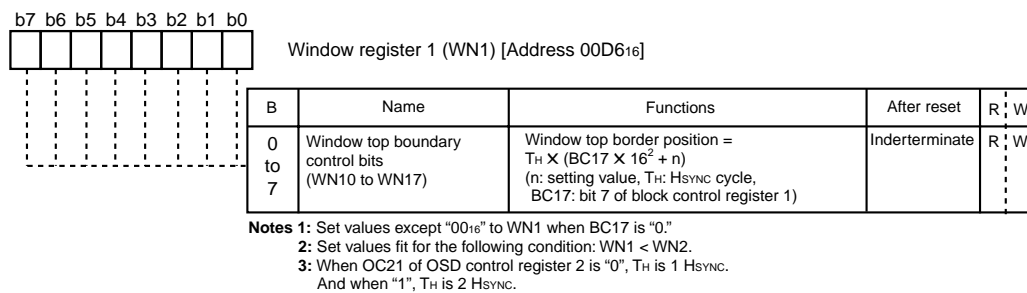 b7 b6 b5 b4 b3 b2 b1 b0
Window register 1 (WN1) [Address 00D6₁₆]
B Name Functions After reset R W
0 to 7 Window top boundary control bits (WN10 to WN17) Window top border position = Inderterminate R W
TH X (BC17 X 16² + n)
(n: setting value, TH: HSYNC cycle,
BC17: bit 7 of block control register 1)
Notes 1: Set values except “00₁₆” to WN1 when BC17 is “0.”
2: Set values fit for the following condition: WN1 < WN2.
3: When OC21 of OSD control register 2 is “0”, TH is 1 HSYNC.
And when “1”, TH is 2 HSYNC.